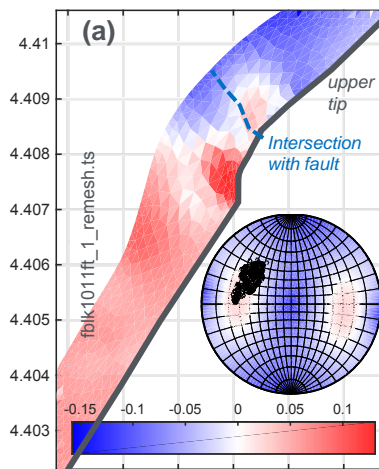 (a)
4.41
4.409
4.408
4.407
4.406
4.405
4.404
4.403
upper
tip
Intersection
with fault
fblk1011ft_1_remesh.ts
-0.15 -0.1 -0.05 0 0.05 0.1